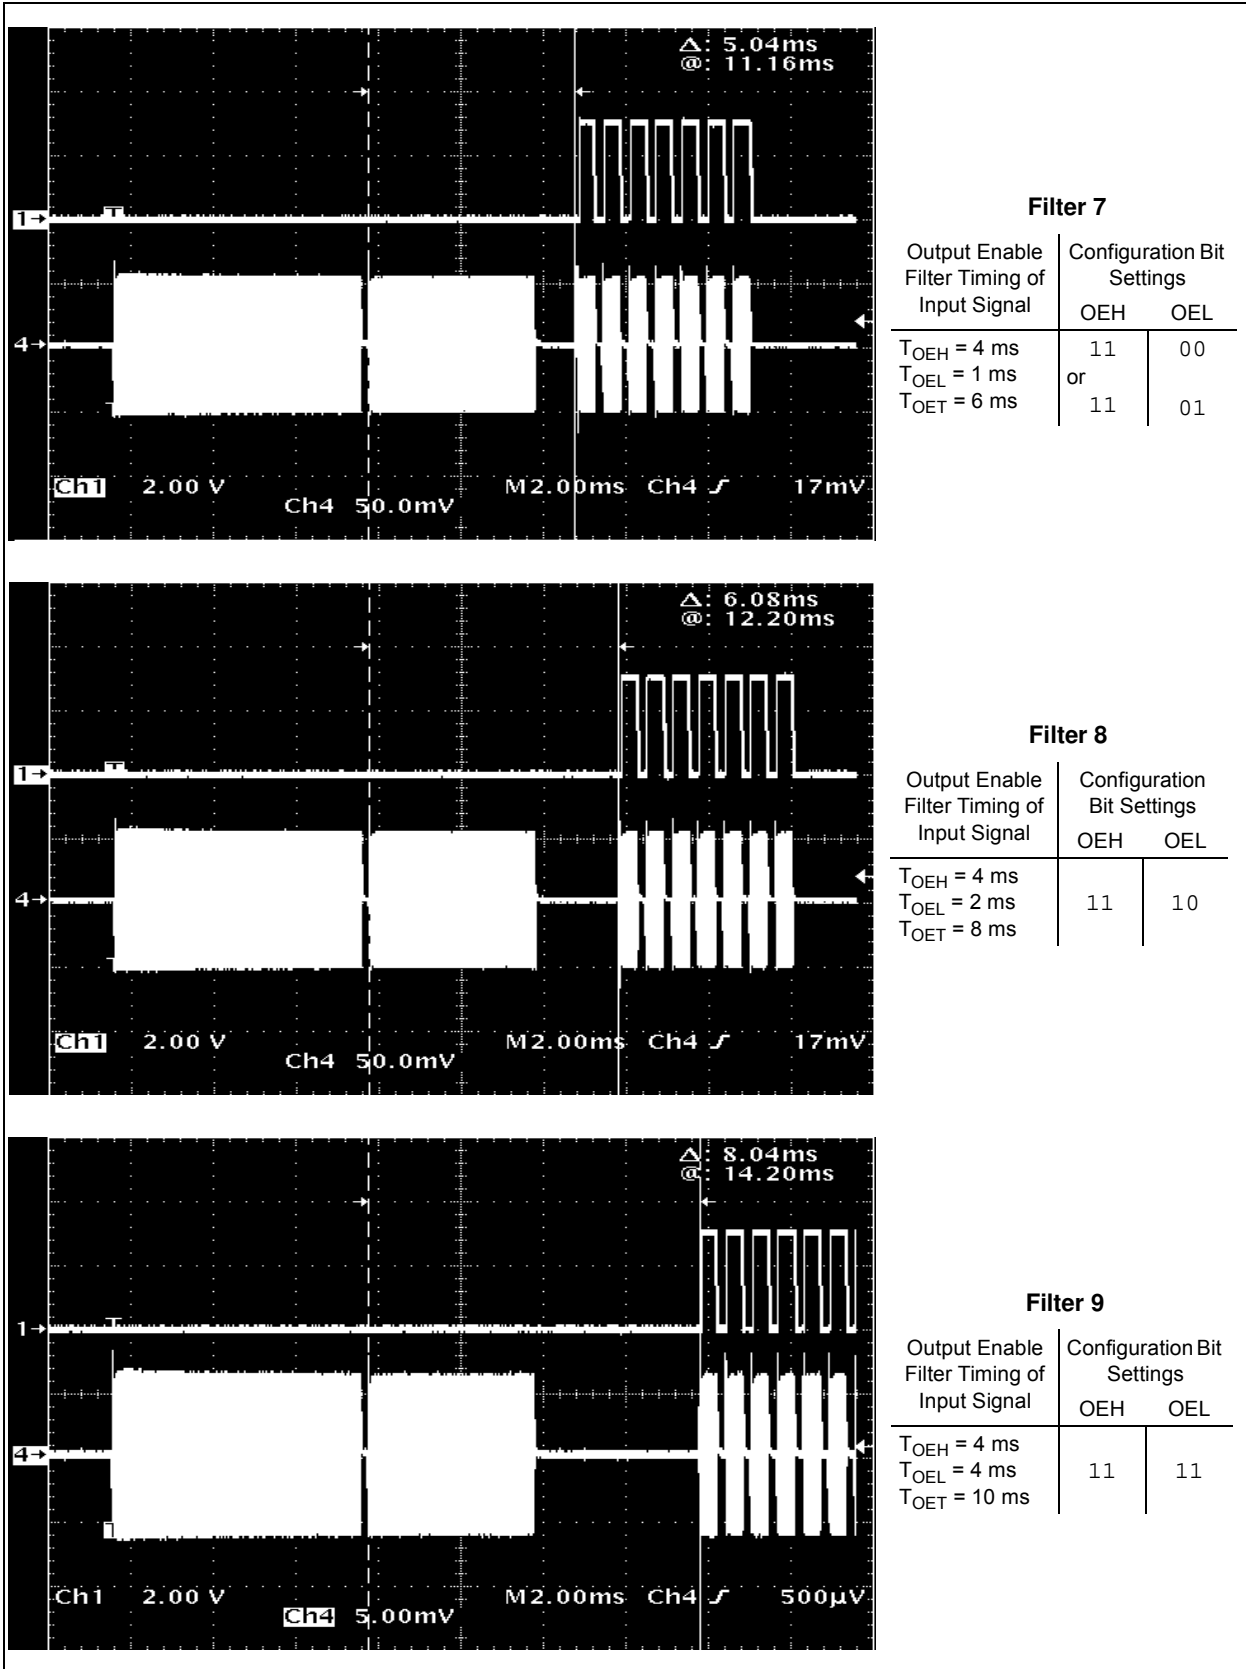 Δ: 5.04ms
@: 11.16ms
T
1→
4→
Ch1 2.00 V M2.00ms Ch4 17mV
Ch4 50.0mV
Filter 7
Output Enable Filter Timing of Input Signal
Configuration Bit Settings
OEH OEL
TOEH = 4 ms 11 00
TOEL = 1 ms or
TOET = 6 ms 11 01
Δ: 6.08ms
@: 12.20ms
T
1→
4→
Ch1 2.00 V M2.00ms Ch4 17mV
Ch4 50.0mV
Filter 8
Output Enable Filter Timing of Input Signal
Configuration Bit Settings
OEH OEL
TOEH = 4 ms
TOEL = 2 ms 11 10
TOET = 8 ms
Δ: 8.04ms
@: 14.20ms
T
1→
4→
Ch1 2.00 V M2.00ms Ch4 500µV
Ch4 5.00mV
Filter 9
Output Enable Filter Timing of Input Signal
Configuration Bit Settings
OEH OEL
TOEH = 4 ms
TOEL = 4 ms 11 11
TOET = 10 ms